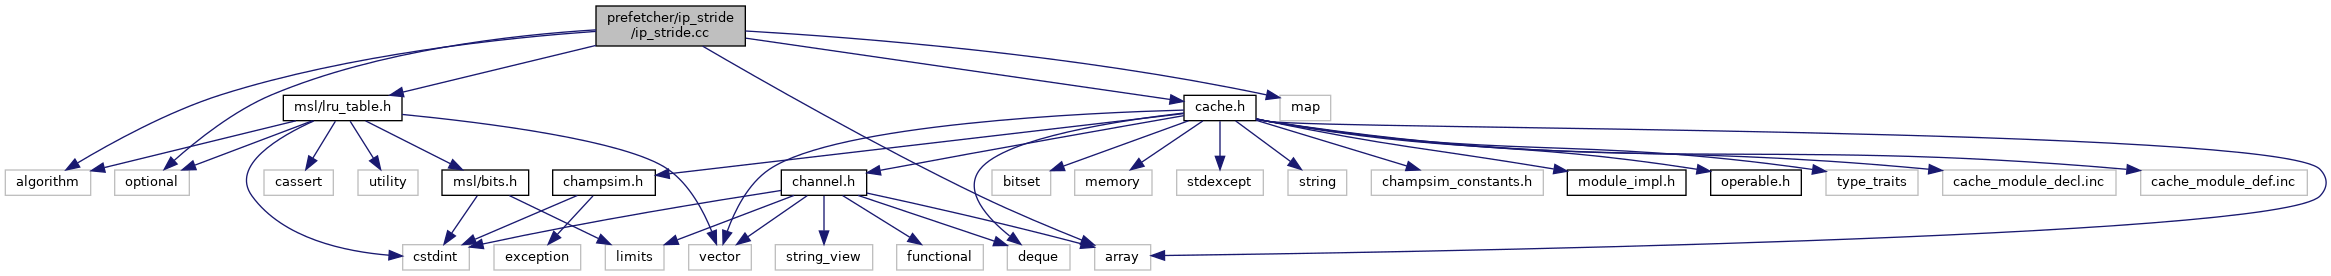 prefetcher/ip_stride
/ip_stride.cc
msl/lru_table.h
cache.h
map
algorithm
optional
cassert
utility
msl/bits.h
champsim.h
channel.h
bitset
memory
stdexcept
string
champsim_constants.h
module_impl.h
operable.h
type_traits
cache_module_decl.inc
cache_module_def.inc
cstdint
exception
limits
vector
string_view
functional
deque
array